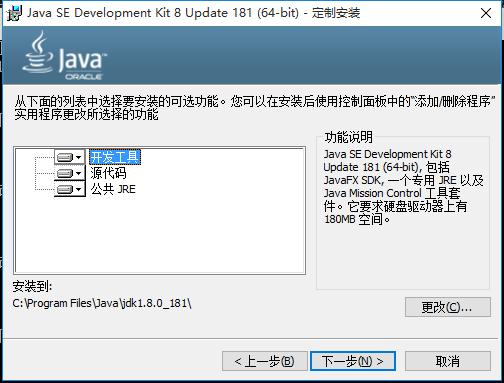 Java SE Development Kit 8 Update 181 (64-bit) - 定制安装
Java
ORACLE
从下面的列表中选择要安装的可选功能。您可以在安装后使用控制面板中的“添加/删除程序”
实用程序更改所选择的功能
开发工具
源代码
公共 JRE
功能说明
Java SE Development Kit 8
Update 181 (64-bit), 包括
JavaFX SDK, 一个专用 JRE 以及
Java Mission Control 工具套
件。它要求硬盘驱动器上有
180MB 空间。
安装到:
C:\Program Files\Java\jdk1.8.0_181\
更改(C)...
< 上一步(B)
下一步(N) >
取消